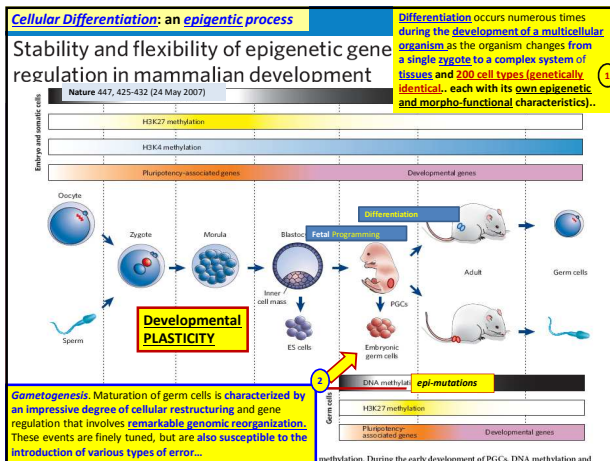 Cellular Differentiation: an epigentic process
Stability and flexibility of epigenetic gene
regulation in mammalian development
Differentiation occurs numerous times
during the development of a multicellular
organism as the organism changes from
a single zygote to a complex system of
tissues and 200 cell types (genetically
identical.. each with its own epigenetic
and morpho-functional characteristics)..
1
Nature 447, 425-432 (24 May 2007)
Embryo and somatic cells
H3K27 methylation
H3K4 methylation
Pluripotency-associated genes
Developmental genes
Oocyte
Zygote
Morula
Blastoc
Fetal Programming
Differentiation
Adult
Germ cells
Sperm
Inner
cell mass
PGCs
ES cells
Embryonic
germ cells
Developmental
PLASTICITY
2
Gametogenesis. Maturation of germ cells is characterized by
an impressive degree of cellular restructuring and gene
regulation that involves remarkable genomic reorganization.
These events are finely tuned, but are also susceptible to the
introduction of various types of error...
Germ cells
DNA methylati
epi-mutations
H3K27 methylation
Pluripotency-
associated genes
Developmental genes
methylation. During the early development of PGCs, DNA methylation and